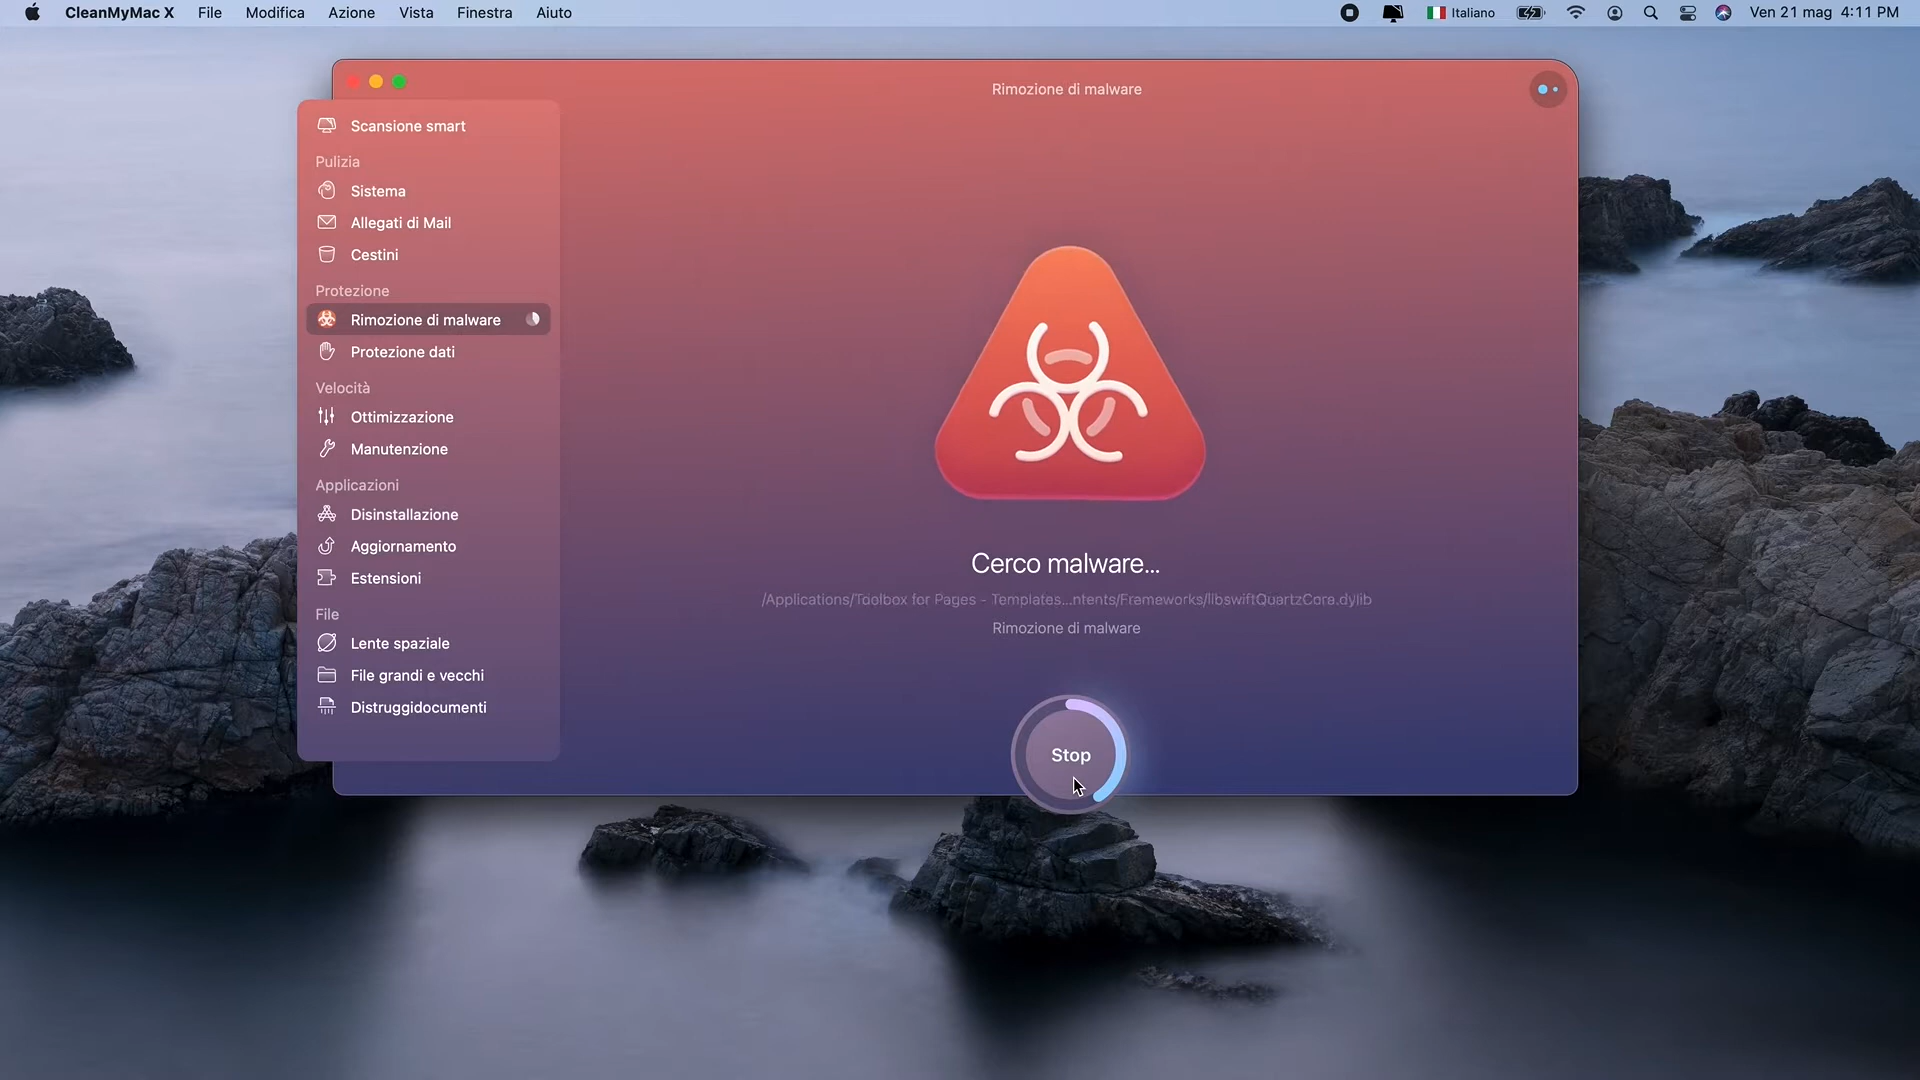 CleanMyMac X File Modifica Azione Vista Finestra Aiuto Italiano Ven 21 mag 4:11 PM
Rimozione di malware
Scansione smart
Pulizia
Sistema
Allegati di Mail
Cestini
Protezione
Rimozione di malware
Protezione dati
Velocità
Ottimizzazione
Manutenzione
Applicazioni
Disinstallazione
Aggiornamento
Estensioni
File
Lente spaziale
File grandi e vecchi
Distruggidocumenti
Cerco malware...
/Applications/Toolbox for Pages - Templates...ntents/Frameworks/libswiftQuartzCore.dylib
Rimozione di malware
Stop